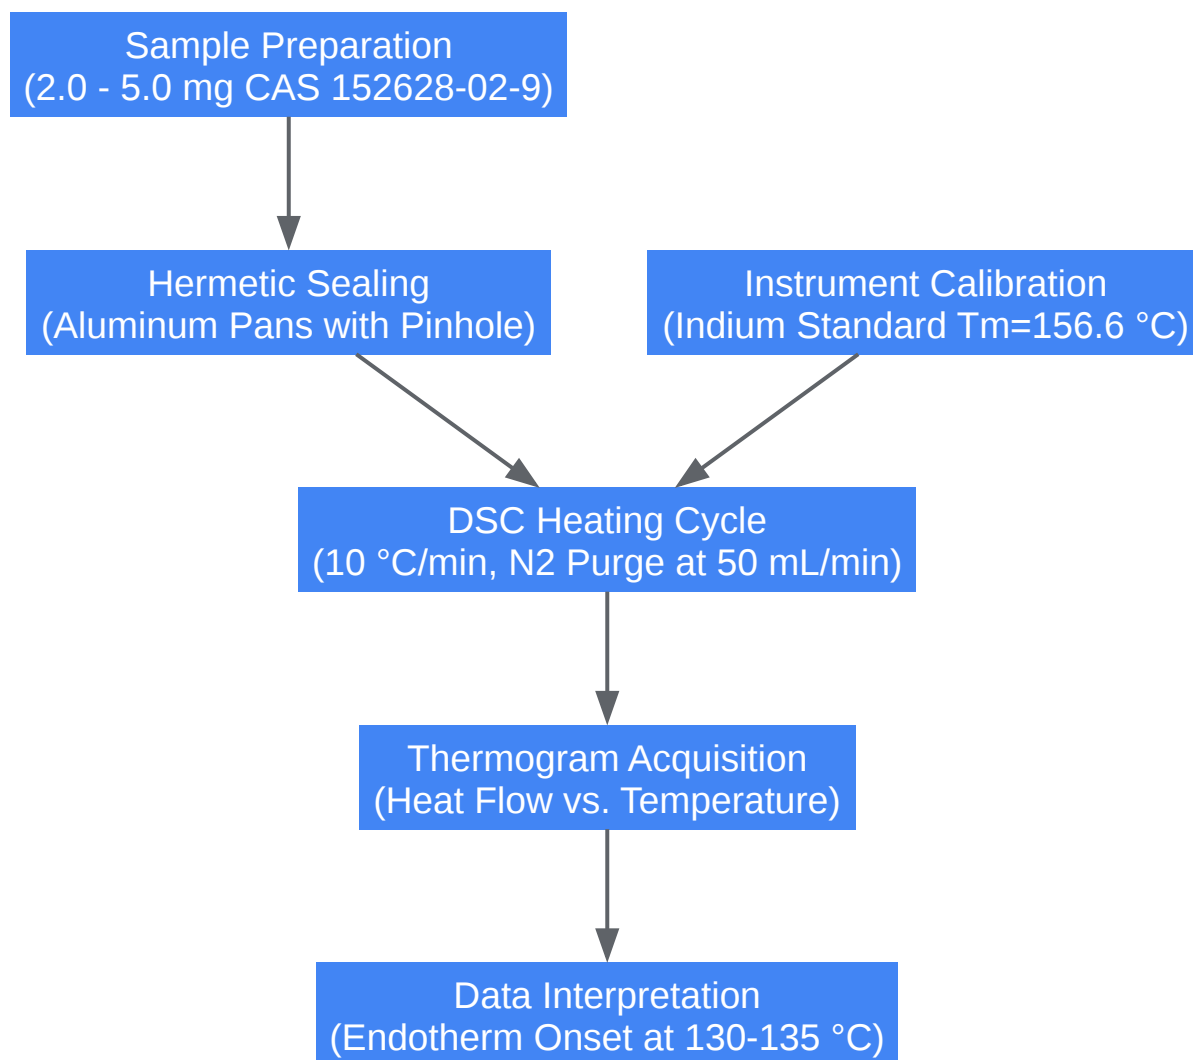 Sample Preparation
(2.0 - 5.0 mg CAS 152628-02-9)
Hermetic Sealing
(Aluminum Pans with Pinhole)
Instrument Calibration
(Indium Standard Tm=156.6 °C)
DSC Heating Cycle
(10 °C/min, N2 Purge at 50 mL/min)
Thermogram Acquisition
(Heat Flow vs. Temperature)
Data Interpretation
(Endotherm Onset at 130-135 °C)